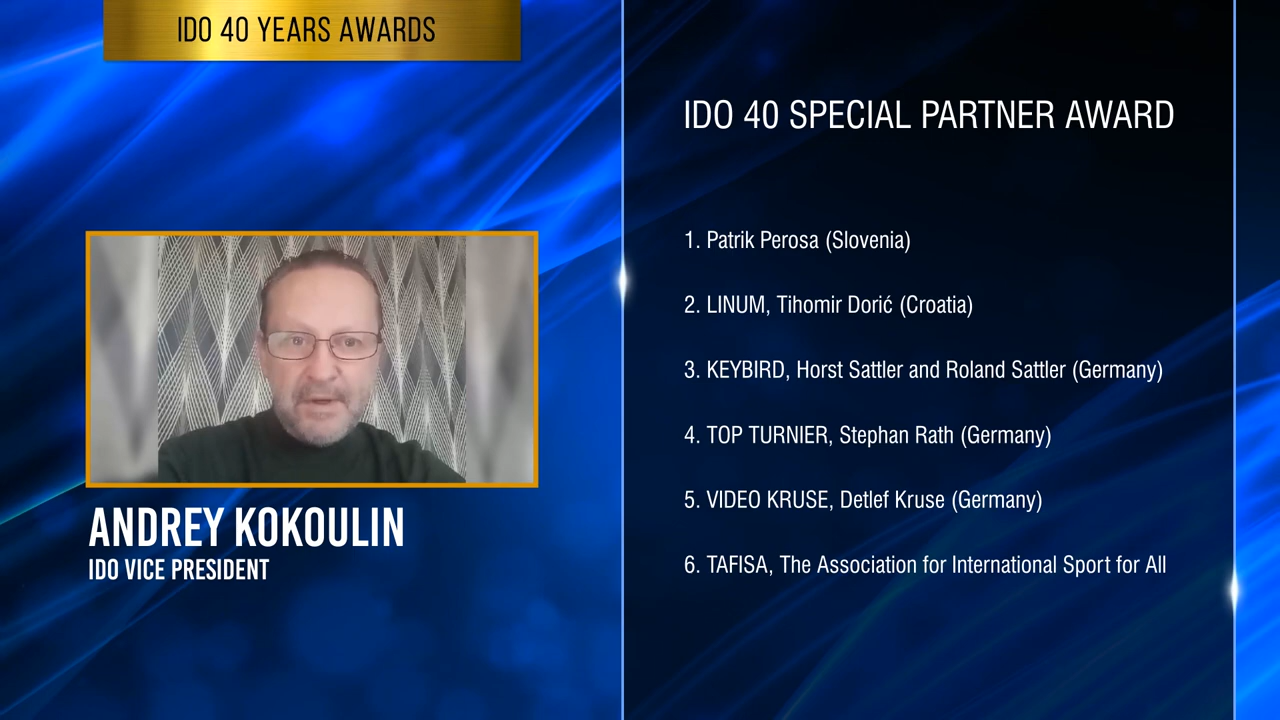 IDO 40 YEARS AWARDS
ANDREY KOKOULIN
IDO VICE PRESIDENT
IDO 40 SPECIAL PARTNER AWARD
1. Patrik Perosa (Slovenia)
2. LINUM, Tihomir Dorić (Croatia)
3. KEYBIRD, Horst Sattler and Roland Sattler (Germany)
4. TOP TURNIER, Stephan Rath (Germany)
5. VIDEO KRUSE, Detlef Kruse (Germany)
6. TAFISA, The Association for International Sport for All